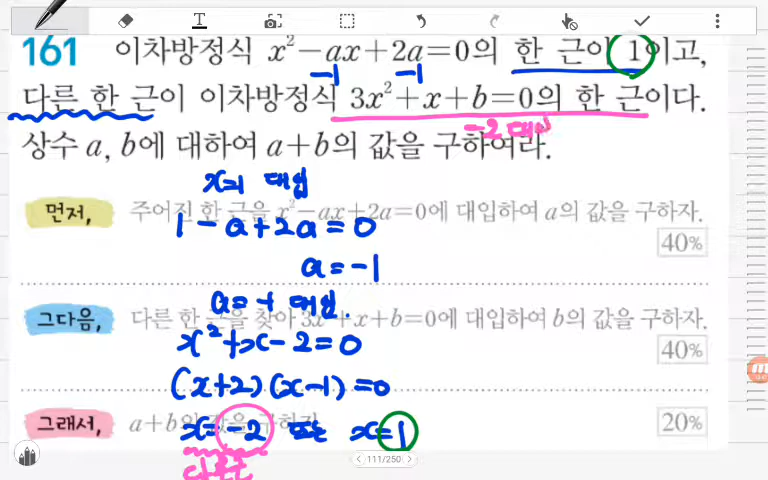 161 이차방정식 x²-ax+2a=0의 한 근이 1이고,
-1 -1
다른 한 근이 이차방정식 3x²+x+b=0의 한 근이다.
-2 대입
상수 a, b에 대하여 a+b의 값을 구하여라.
x=1 대입
먼저, 주어진 한 근을 x²-ax+2a=0에 대입하여 a의 값을 구하자.
1-a+2a=0
40%
a=-1
a=-1 대입.
그다음, 다른 한 근을 찾아 3x²+x+b=0에 대입하여 b의 값을 구하자.
x²+x-2=0
40%
(x+2)(x-1)=0
그래서, a+b의 값을 구하자.
20%
x=-2 또는 x=1
다른근
111/250